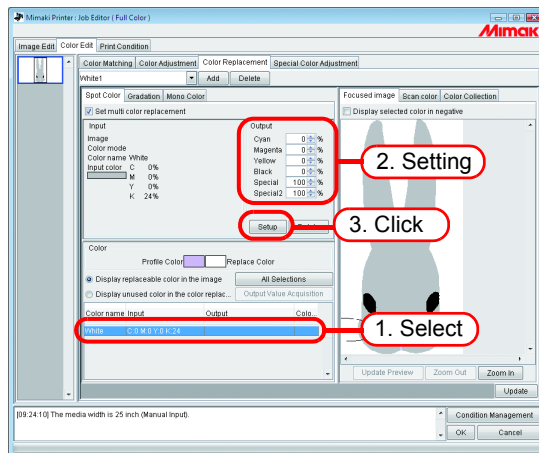 Mimaki Printer : Job Editor ( Full Color )
Mimaki
Image Edit Color Edit Print Condition
Color Matching Color Adjustment Color Replacement Special Color Adjustment
White1 Add Delete
Spot Color Gradation Mono Color
Set multi color replacement
Input
Image
Color mode
Color name White
Input color C 0%
M 0%
Y 0%
K 24%
Output
Cyan 0 %
Magenta 0 %
Yellow 0 %
Black 0 %
Special 100 %
Special2 100 %
Setup
Color
Profile Color Replace Color
Display replaceable color in the image All Selections
Display unused color in the color replac... Output Value Acquisition
Color name Input Output Colo...
White C:0 M:0 Y:0 K:24
Focused image Scan color Color Collection
Display selected color in negative
2. Setting
3. Click
1. Select
Update Preview Zoom Out Zoom In
Update
[09:24:10] The media width is 25 inch (Manual Input).
Condition Management
OK Cancel